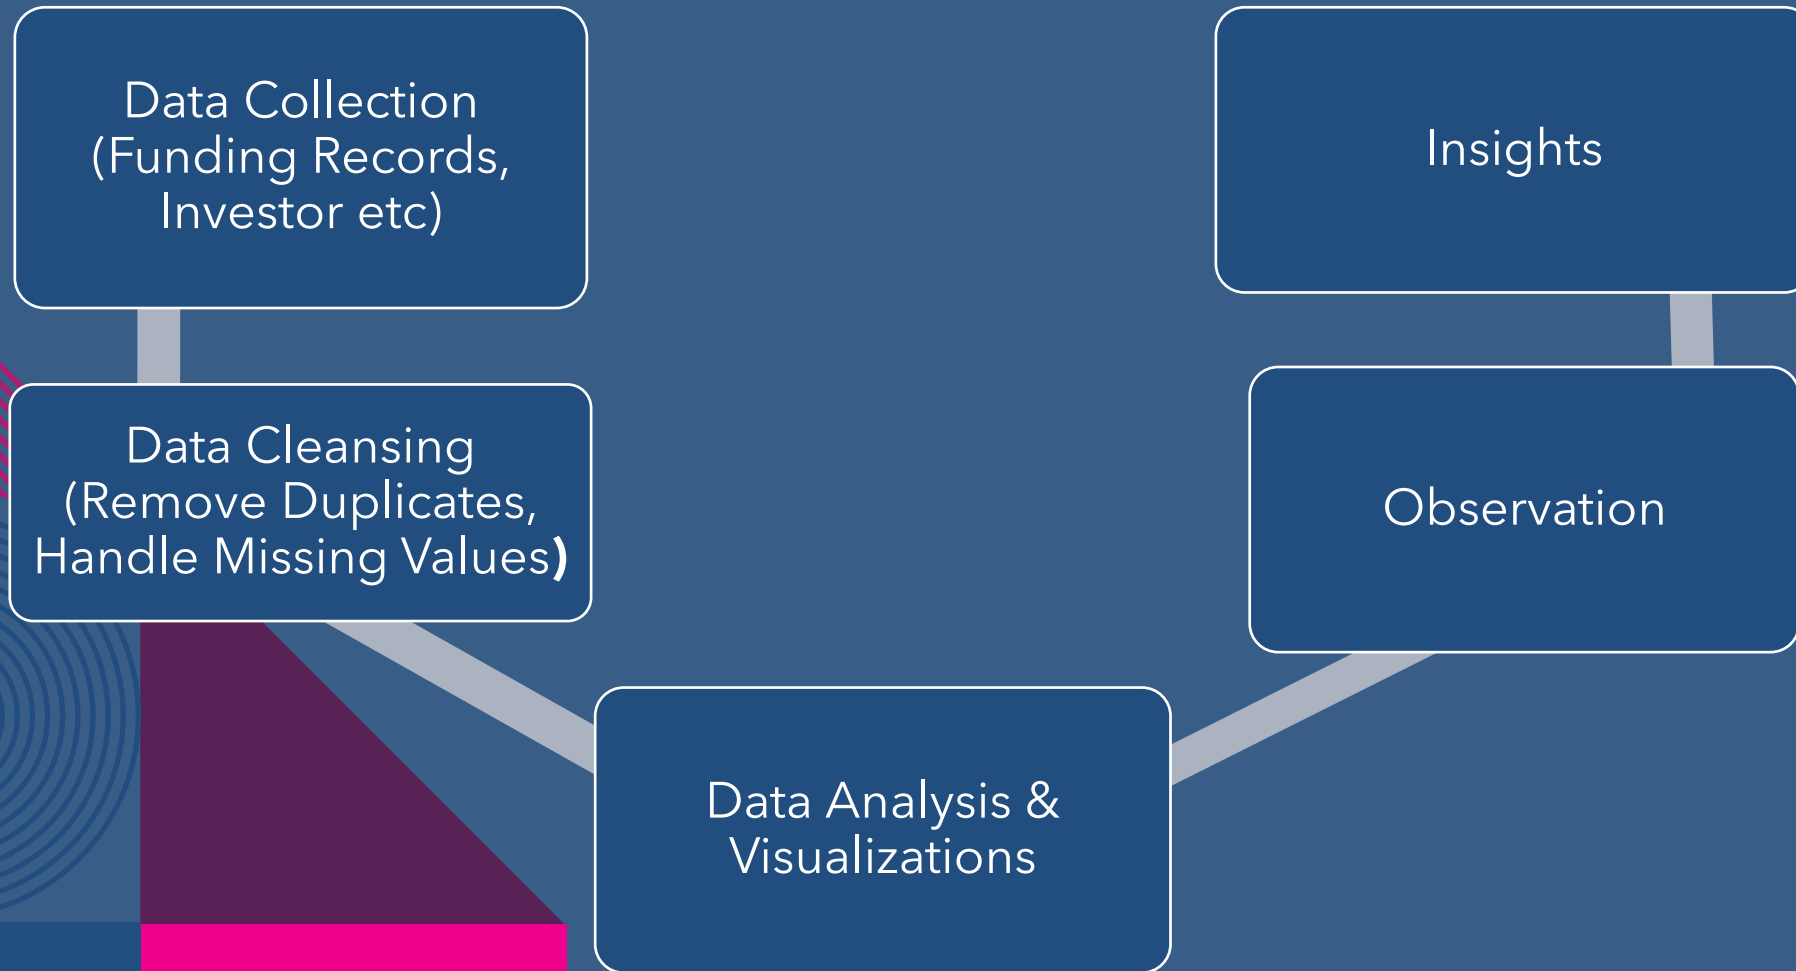 Data Collection
(Funding Records,
Investor etc)
Data Cleansing
(Remove Duplicates,
Handle Missing Values)
Data Analysis &
Visualizations
Observation
Insights